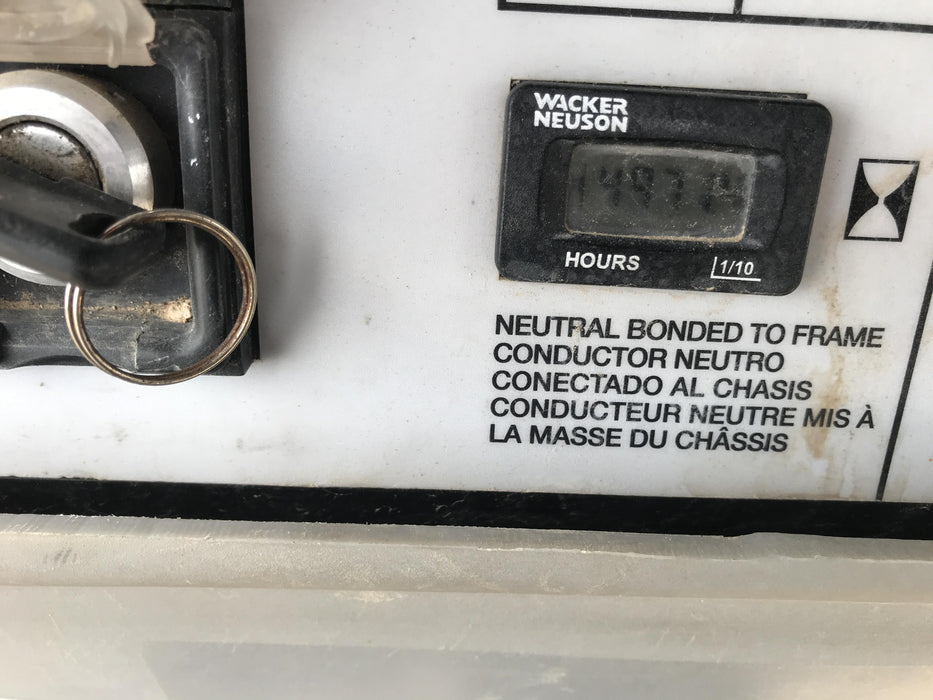 WACKER
NEUSON
HOURS
1/10
NEUTRAL BONDED TO FRAME
CONDUCTOR NEUTRO
CONECTADO AL CHASIS
CONDUCTEUR NEUTRE MIS À
LA MASSE DU CHÂSSIS